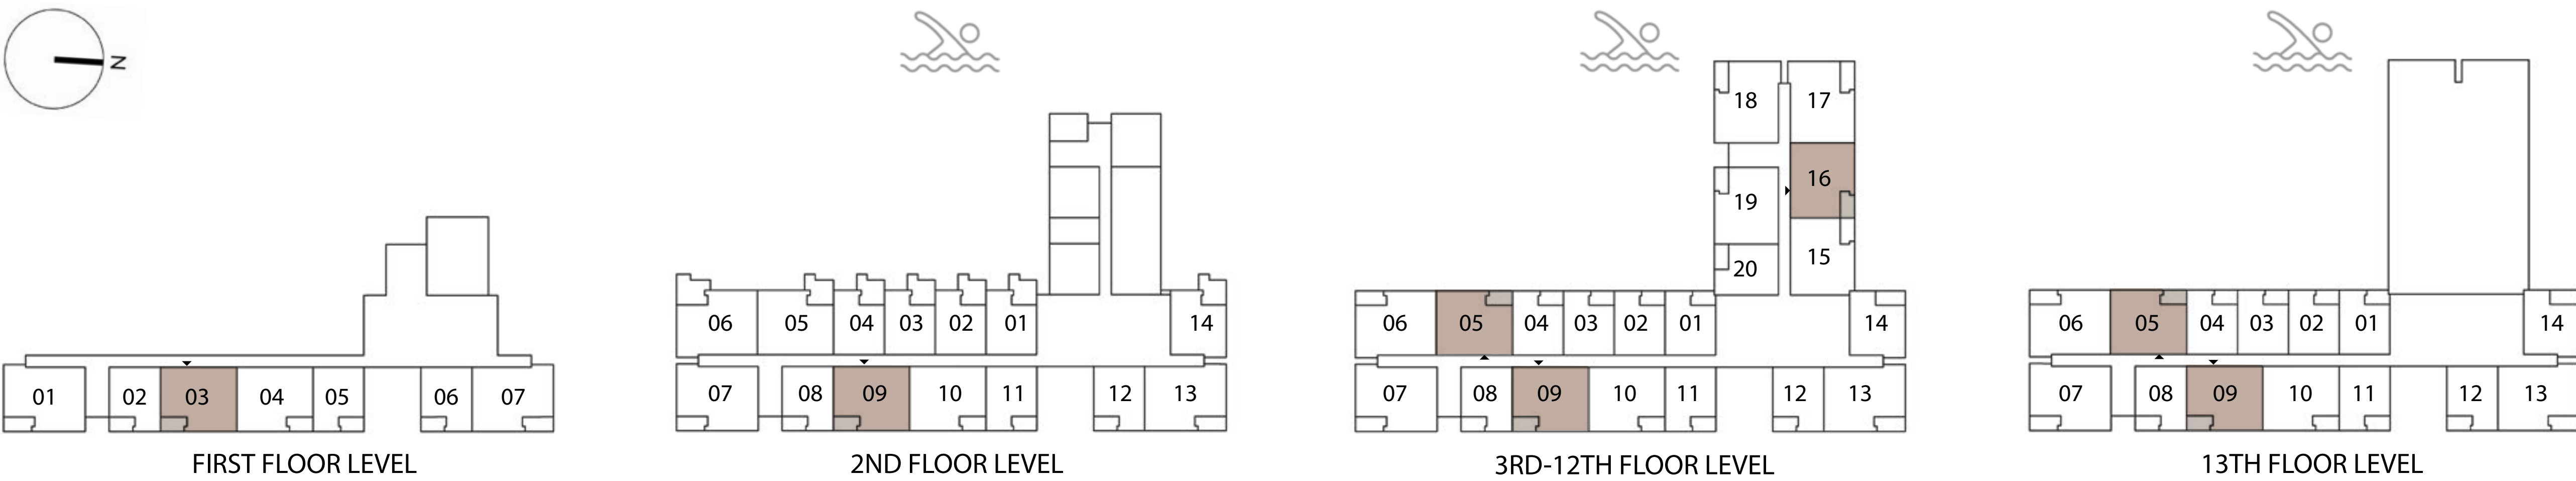 N
18 17
16
19
15
20
06 05 04 03 02 01 14
06 05 04 03 02 01 14
06 05 04 03 02 01 14
01 02 03 04 05 06 07
07 08 09 10 11 12 13
07 08 09 10 11 12 13
07 08 09 10 11 12 13
FIRST FLOOR LEVEL
2ND FLOOR LEVEL
3RD-12TH FLOOR LEVEL
13TH FLOOR LEVEL